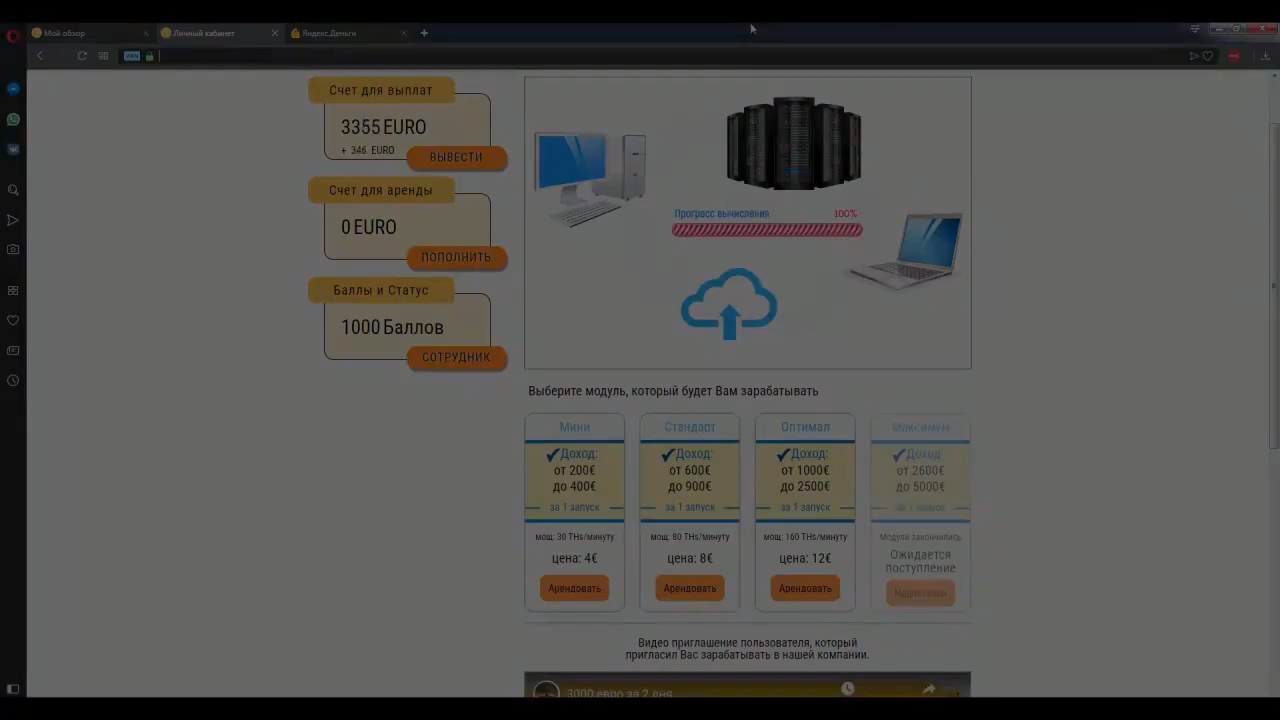 Мой обзор
Личный кабинет
Яндекс.Деньги
VPN
Счет для выплат
3355 EURO
+ 346 EURO
ВЫВЕСТИ
Счет для аренды
0 EURO
ПОПОЛНИТЬ
Баллы и Статус
1000 Баллов
СОТРУДНИК
Прогресс вычисления 100%
Выберите модуль, который будет Вам зарабатывать
Мини
Доход:
от 200€
до 400€
за 1 запуск
мощ: 30 THs/минуту
цена: 4€
Арендовать
Стандарт
Доход:
от 600€
до 900€
за 1 запуск
мощ: 80 THs/минуту
цена: 8€
Арендовать
Оптимал
Доход:
от 1000€
до 2500€
за 1 запуск
мощ: 160 THs/минуту
цена: 12€
Арендовать
Доход:
от 2600€
до 5000€
за 1 запуск
Модули закончились
Ожидается
поступление
Видео приглашение пользователя, который
пригласил Вас зарабатывать в нашей компании.
3000 евро за 2 дня